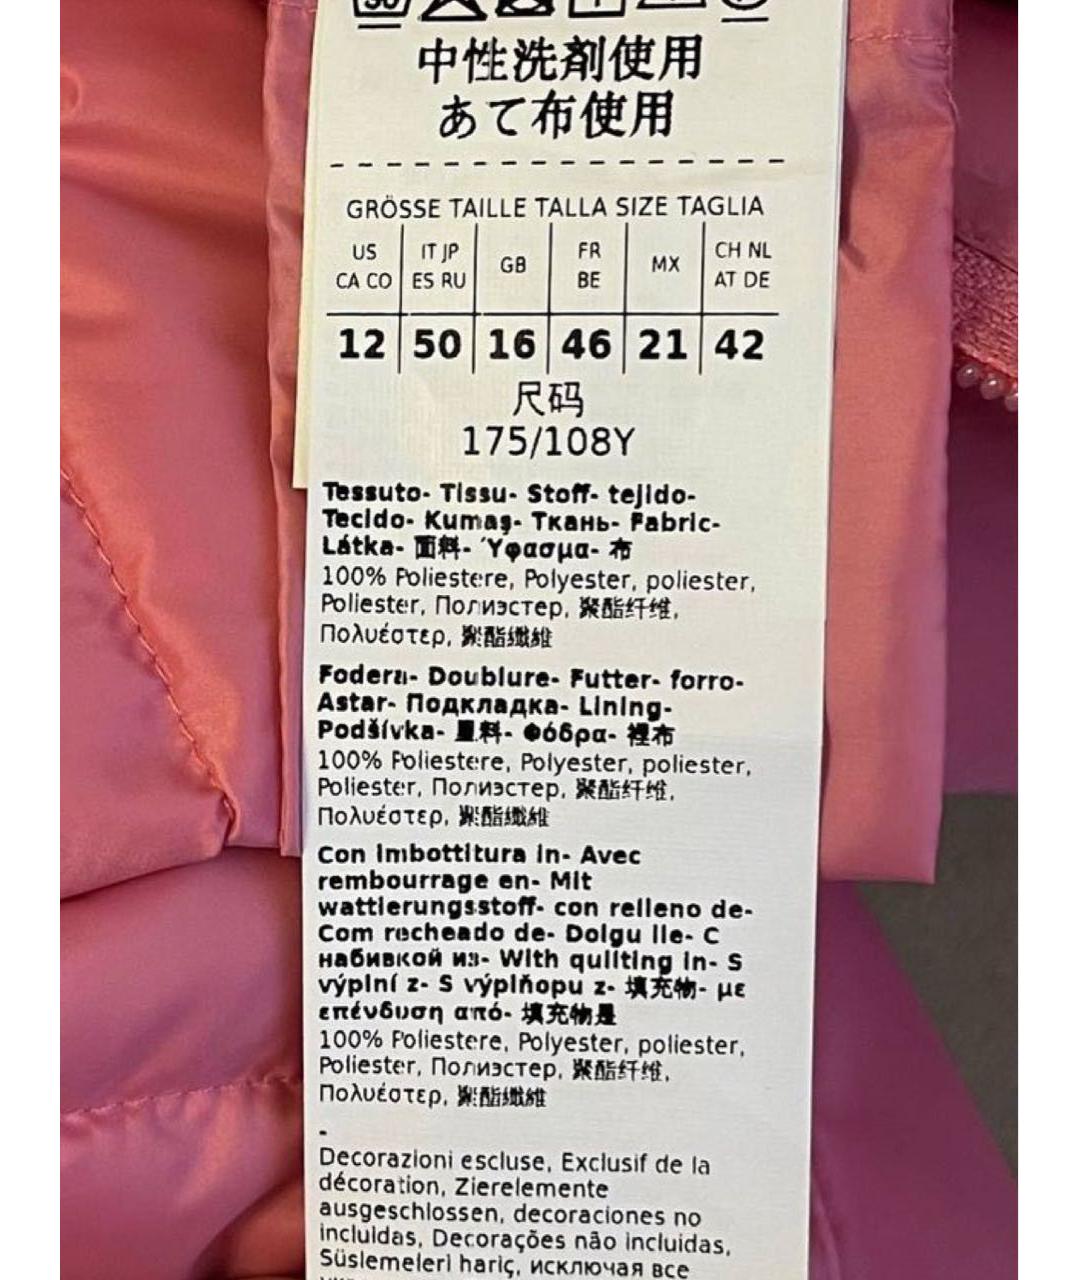 中性洗剤使用
あて布使用
GRÖSSE TAILLE TALLA SIZE TAGLIA
US CA CO | IT JP ES RU | GB | FR BE | MX | CH NL AT DE
12 | 50 | 16 | 46 | 21 | 42
尺码
175/108Y
Tessuto- Tissu- Stoff- tejido-
Tecido- Kumaş- Ткань- Fabric-
Látka- 面料- Ύφασμα- 布
100% Poliestere, Polyester, poliester,
Poliester, Полиэстер, 聚酯纤维,
Πολυέστερ, 聚酯纖維
Fodera- Doublure- Futter- forro-
Astar- Подкладка- Lining-
Podšívka- 里料- Φόδρα- 裡布
100% Poliestere, Polyester, poliester,
Poliester, Полиэстер, 聚酯纤维,
Πολυέστερ, 聚酯纖維
Con imbottitura in- Avec
rembourrage en- Mit
wattierungsstoff- con relleno de-
Com recheado de- Dolgu ile- С
набивкой из- With quilting in- S
výplní z- S výplňopu z- 填充物- με
επένδυση από- 填充物是
100% Poliestere, Polyester, poliester,
Poliester, Полиэстер, 聚酯纤维,
Πολυέστερ, 聚酯纖維
-
Decorazioni escluse, Exclusif de la
décoration, Zierelemente
ausgeschlossen, decoraciones no
incluidas, Decorações não incluidas,
Süslemeleri hariç, исключая все